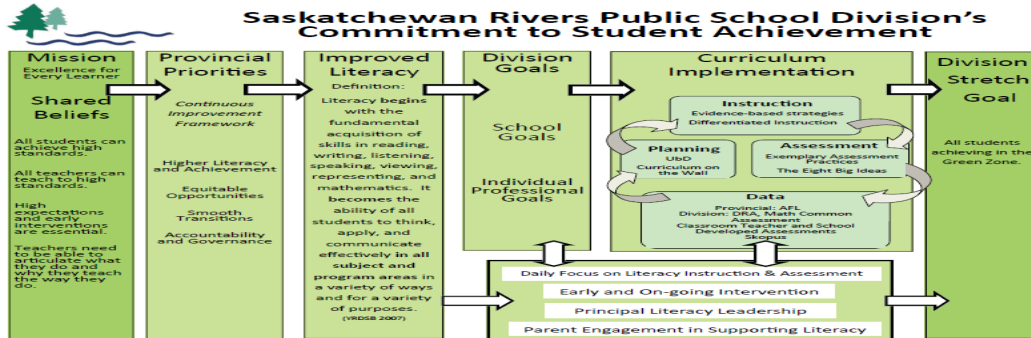 Saskatchewan Rivers Public School Division's
Commitment to Student Achievement
Mission
Excellence for
Every Learner
Shared
Beliefs
All students can
achieve high
standards.
All teachers can
teach to high
standards.
High
expectations
and early
interventions
are essential.
Teachers need
to be able to
articulate what
they do and
why they teach
the way they
do.
Provincial
Priorities
Continuous
Improvement
Framework
Higher Literacy
and Achievement
Equitable
Opportunities
Smooth
Transitions
Accountability
and Governance
Improved
Literacy
Definition:
Literacy begins
with the
fundamental
acquisition of
skills in reading,
writing, listening,
speaking, viewing,
representing, and
mathematics. It
becomes the
ability of all
students to think,
apply, and
communicate
effectively in all
subject and
program areas in
a variety of ways
and for a variety
of purposes.
(YRDSB 2007)
Division
Goals
School
Goals
Individual
Professional
Goals
Curriculum
Implementation
Instruction
Evidence-based strategies
Differentiated Instruction
Planning
UbD
Curriculum on
the Wall
Assessment
Exemplary Assessment
Practices
The Eight Big Ideas
Data
Provincial: AFL
Division: DRA, Math Common
Assessment
Classroom Teacher and School
Developed Assessments
Skopus
Daily Focus on Literacy Instruction & Assessment
Early and On-going Intervention
Principal Literacy Leadership
Parent Engagement in Supporting Literacy
Division
Stretch
Goal
All students
achieving in the
Green Zone.